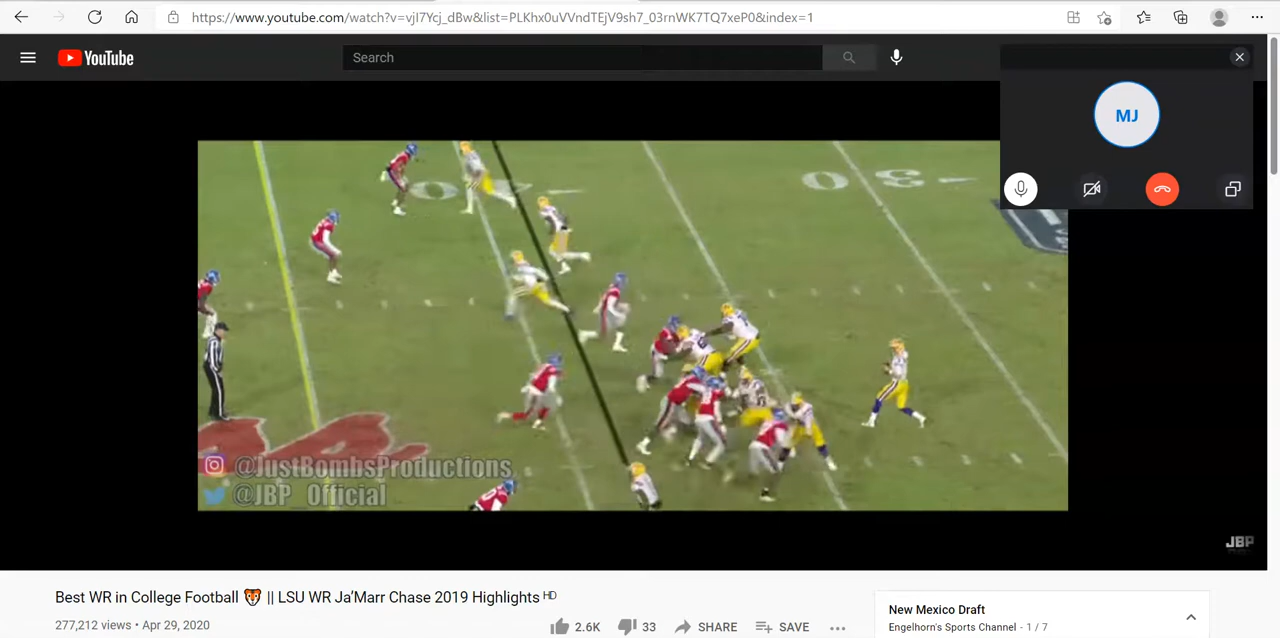 https://www.youtube.com/watch?v=vjI7Ycj_dBw&list=PLKhx0uVVndTEjV9sh7_03rnWK7TQ7xeP0&index=1
YouTube
Search
MJ
40
30
@JustBombsProductions
@JBP_Official
JBP
Best WR in College Football 🐯 || LSU WR Ja'Marr Chase 2019 Highlights ᴴᴰ
277,212 views • Apr 29, 2020
2.6K
33
SHARE
SAVE
New Mexico Draft
Engelhorn's Sports Channel - 1 / 7